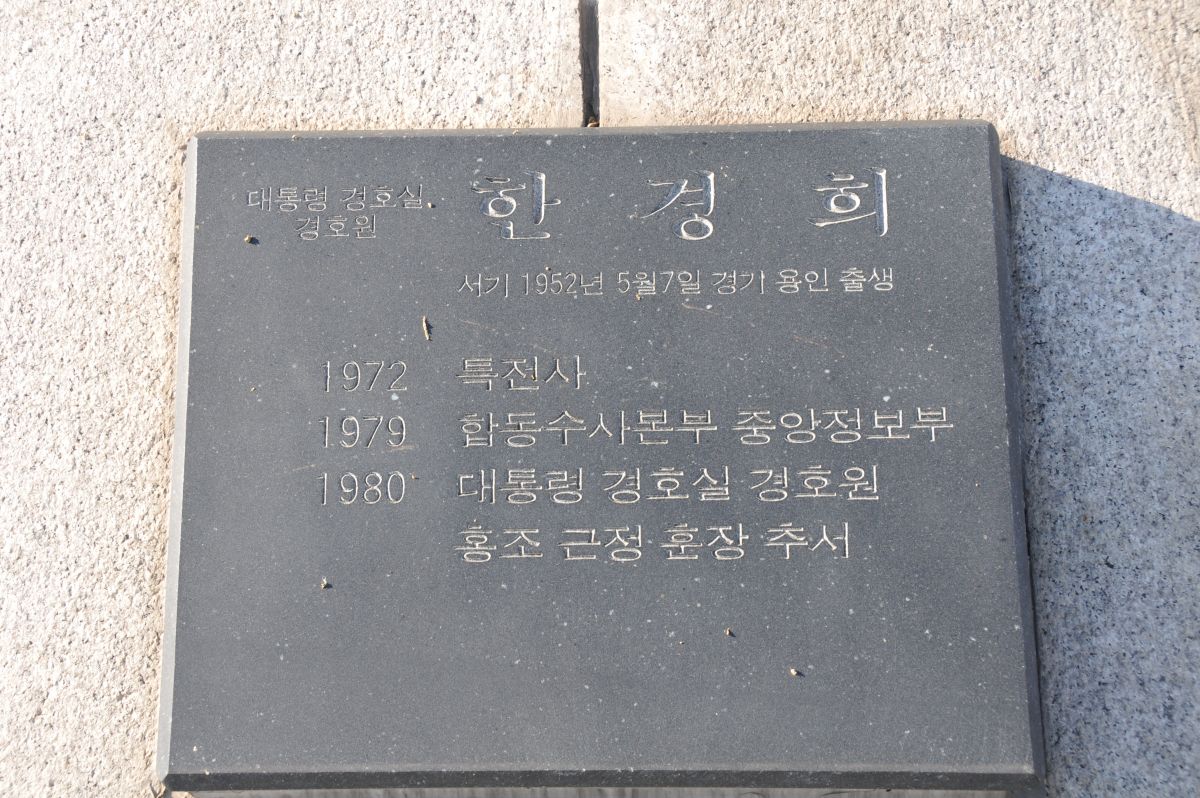 대통령 경호실
경호원
한 경 희
서기 1952년 5월7일 경기 용인 출생
1972 특전사
1979 합동수사본부 중앙정보부
1980 대통령 경호실 경호원
홍조 근정 훈장 추서